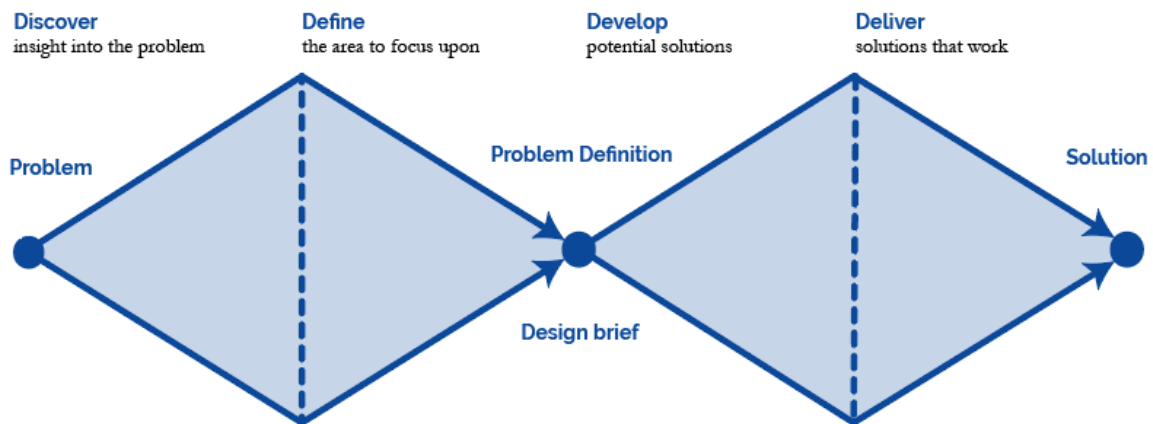 Discover
insight into the problem
Define
the area to focus upon
Develop
potential solutions
Deliver
solutions that work
Problem
Problem Definition
Solution
Design brief